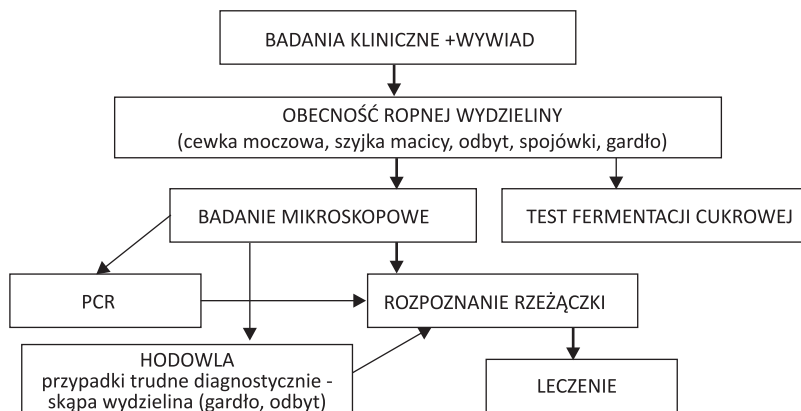 BADANIA KLINICZNE +WYWIAD
OBECNOŚĆ ROPNEJ WYDZIELINY
(cewka moczowa, szyjka macicy, odbyt, spojówki, gardło)
BADANIE MIKROSKOPOWE
TEST FERMENTACJI CUKROWEJ
PCR
ROZPOZNANIE RZEŻĄCZKI
HODOWLA
przypadki trudne diagnostycznie -
skąpa wydzielina (gardło, odbyt)
LECZENIE